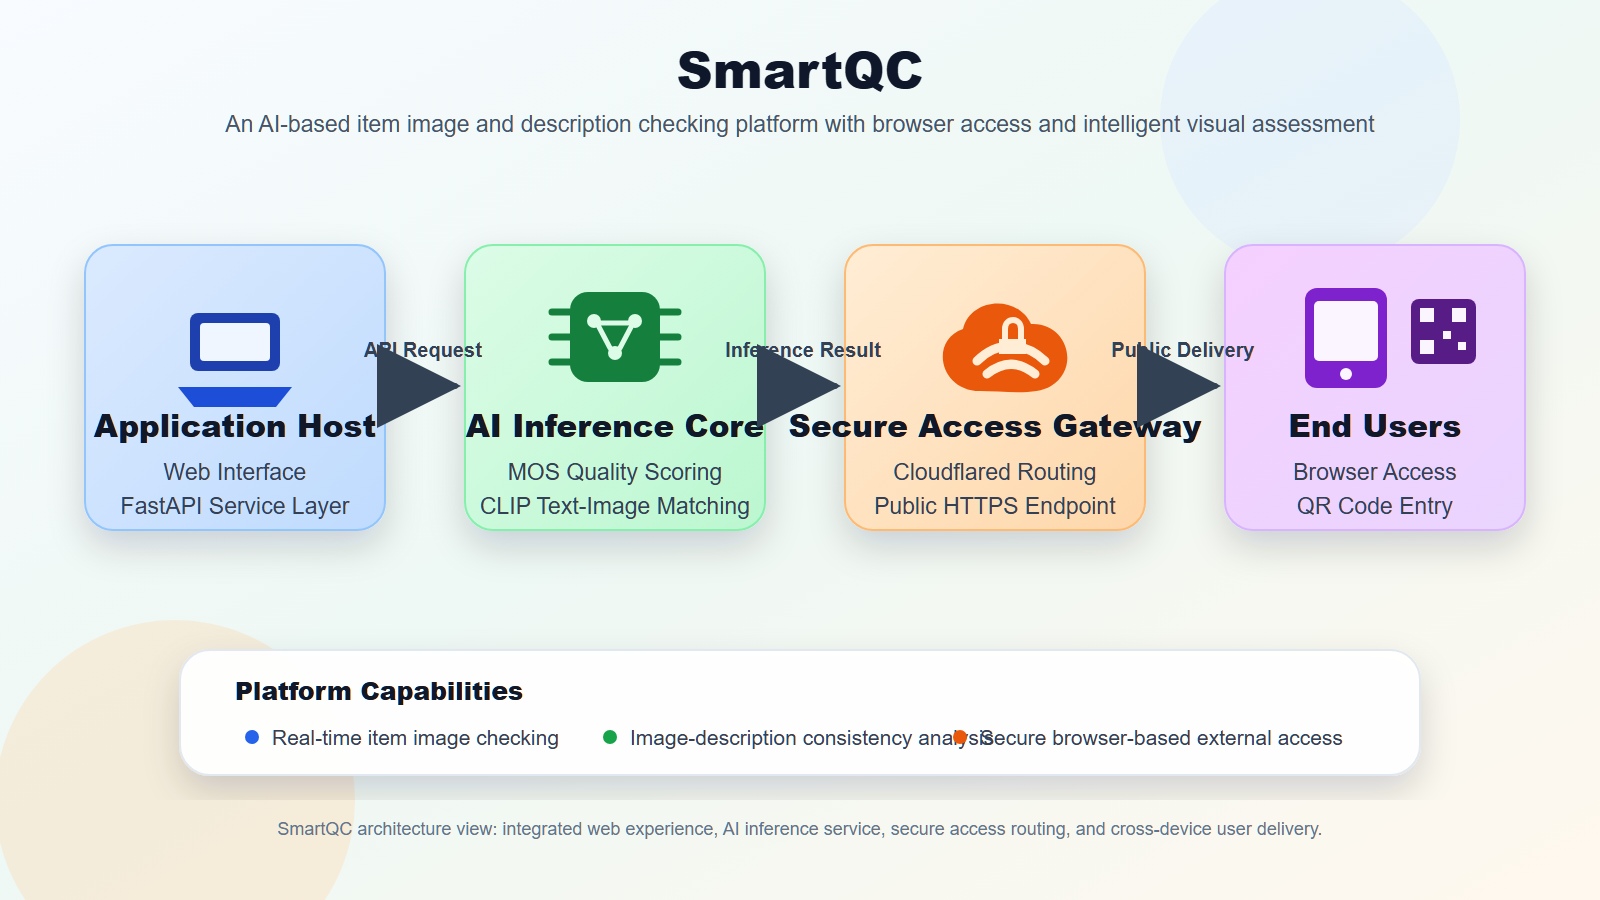 SmartQC
An AI-based item image and description checking platform with browser access and intelligent visual assessment
API Request
Inference Result
Public Delivery
Application Host
Web Interface
FastAPI Service Layer
AI Inference Core
MOS Quality Scoring
CLIP Text-Image Matching
Secure Access Gateway
Cloudflared Routing
Public HTTPS Endpoint
End Users
Browser Access
QR Code Entry
Platform Capabilities
Real-time item image checking
Image-description consistency analysis
Secure browser-based external access
SmartQC architecture view: integrated web experience, AI inference service, secure access routing, and cross-device user delivery.